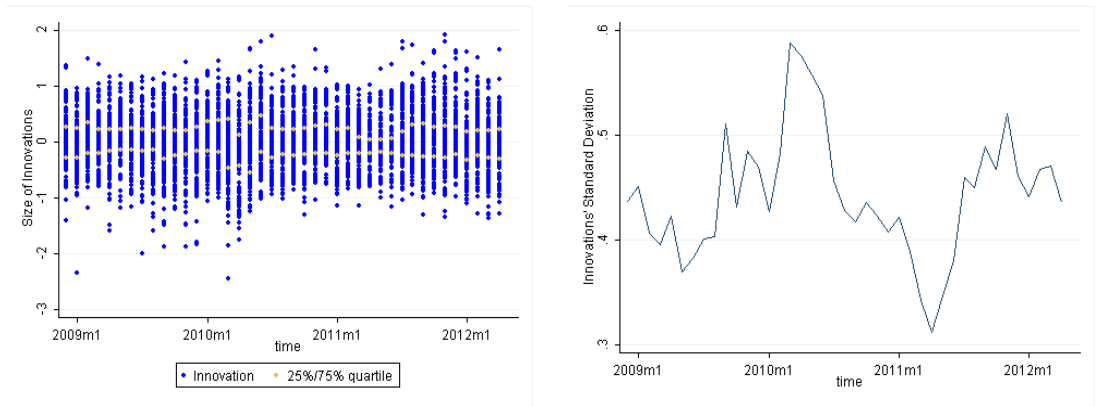 Size of Innovations
2
1
0
-1
-2
-3
2009m1
2010m1
2011m1
2012m1
time
Innovation
25%/75% quartile
Innovations' Standard Deviation
.6
.5
.4
.3
2009m1
2010m1
2011m1
2012m1
time